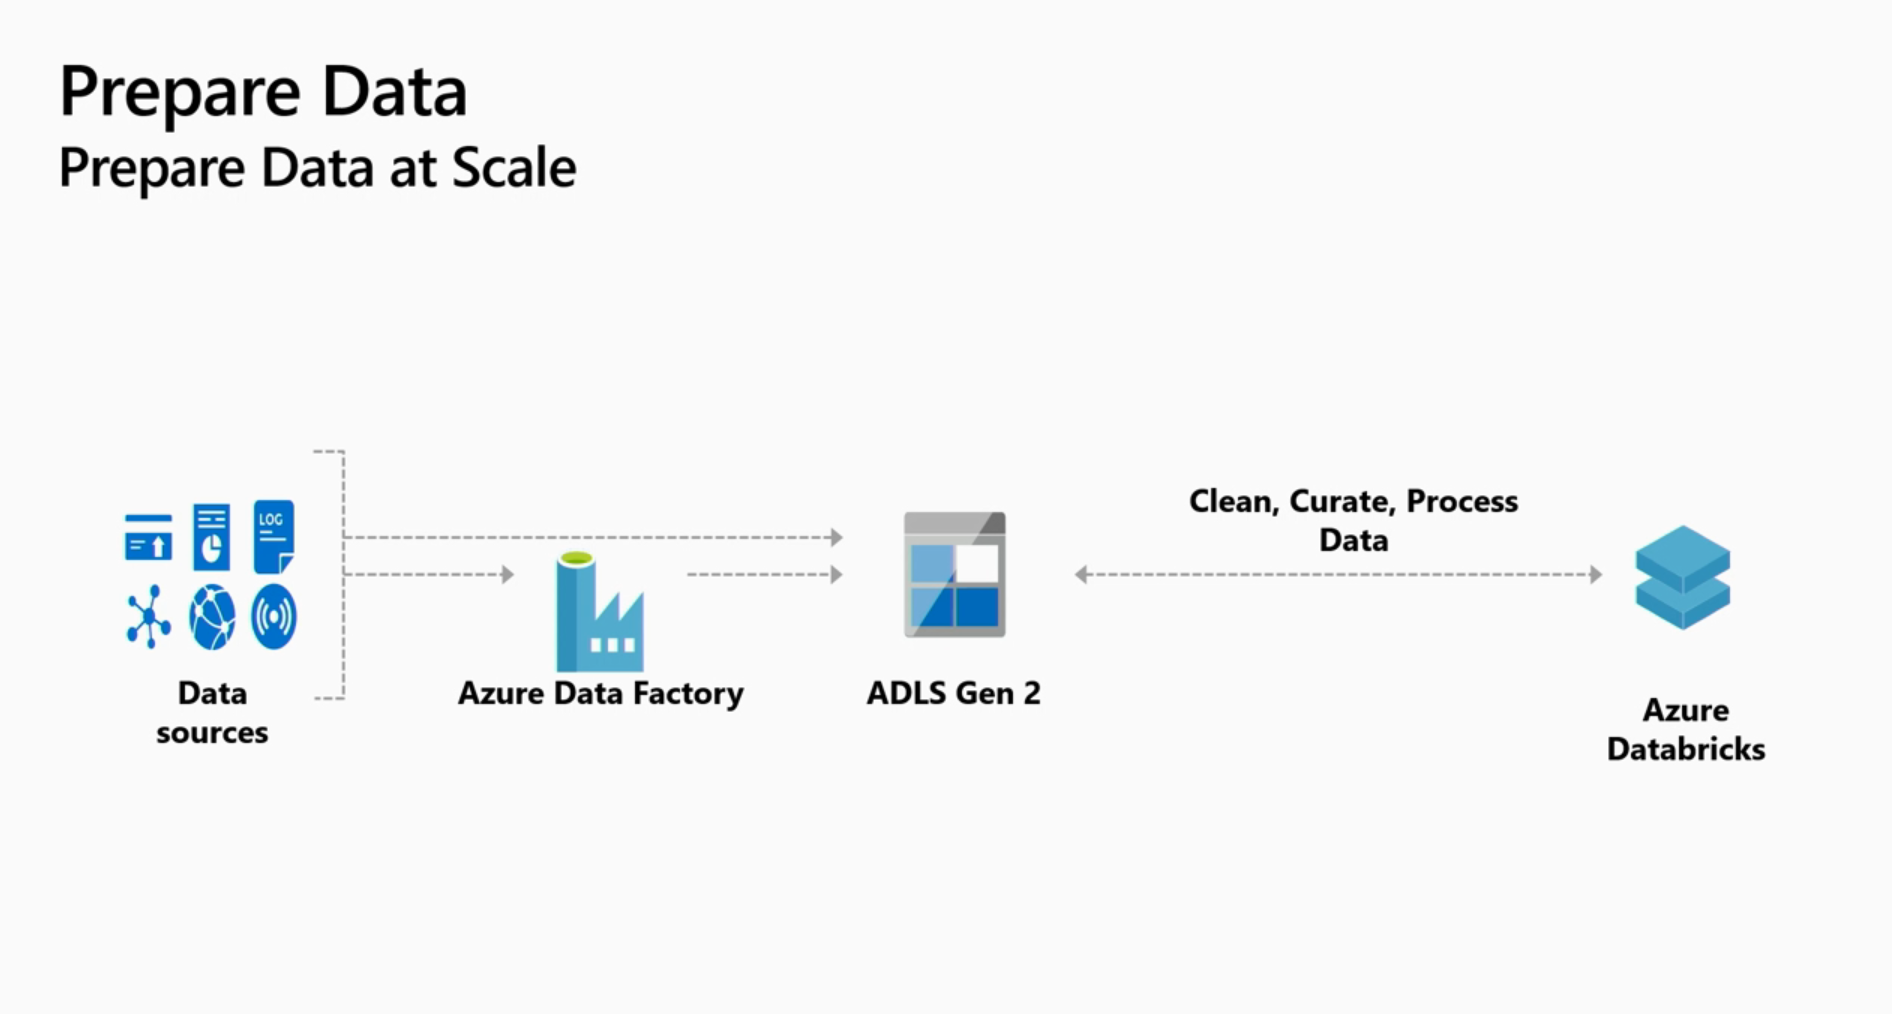 Prepare Data
Prepare Data at Scale
LOG
Data
sources
Azure Data Factory
ADLS Gen 2
Clean, Curate, Process
Data
Azure
Databricks